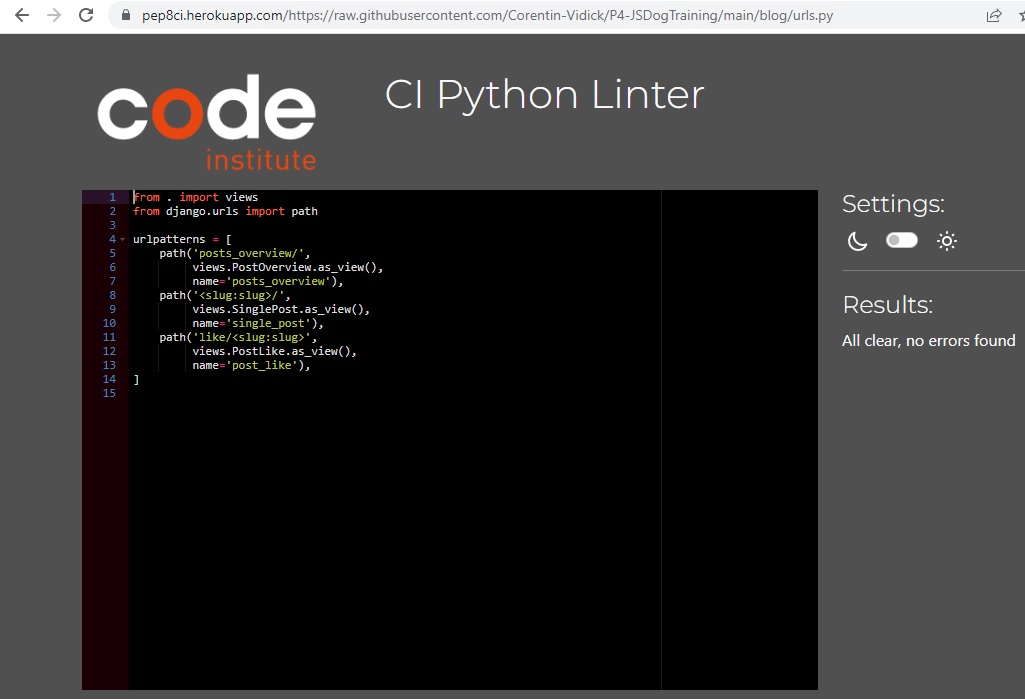 pep8ci.herokuapp.com/https://raw.githubusercontent.com/Corentin-Vidick/P4-JSDogTraining/main/blog/urls.py
code
institute
CI Python Linter
1 from . import views
2 from django.urls import path
3
4 urlpatterns = [
5     path('posts_overview/',
6          views.PostOverview.as_view(),
7          name='posts_overview'),
8     path('<slug:slug>/',
9          views.SinglePost.as_view(),
10          name='single_post'),
11     path('like/<slug:slug>',
12          views.PostLike.as_view(),
13          name='post_like'),
14 ]
15
Settings:
Results:
All clear, no errors found